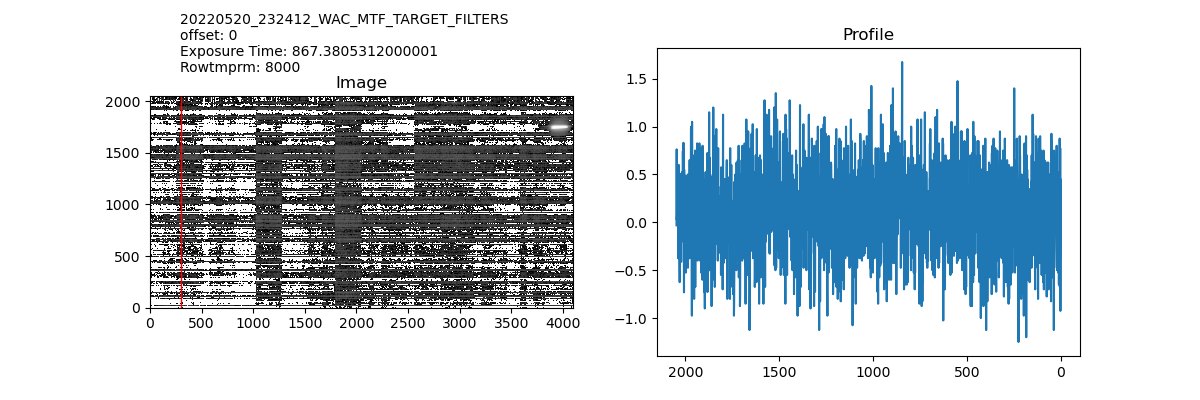 20220520_232412_WAC_MTF_TARGET_FILTERS
offset: 0
Exposure Time: 867.3805312000001
Rowtmprm: 8000
Image
2000
1500
1000
500
0
0 500 1000 1500 2000 2500 3000 3500 4000
Profile
1.5
1.0
0.5
0.0
−0.5
−1.0
2000 1500 1000 500 0